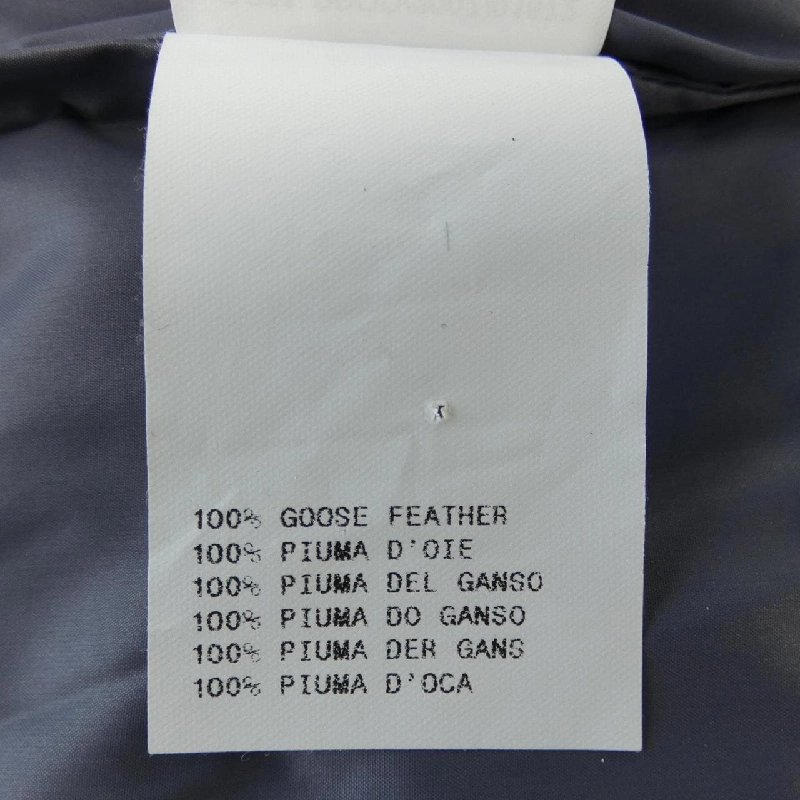 100% GOOSE FEATHER
100% PIUMA D'OIE
100% PIUMA DEL GANSO
100% PIUMA DO GANSO
100% PIUMA DER GANS
100% PIUMA D'OCA